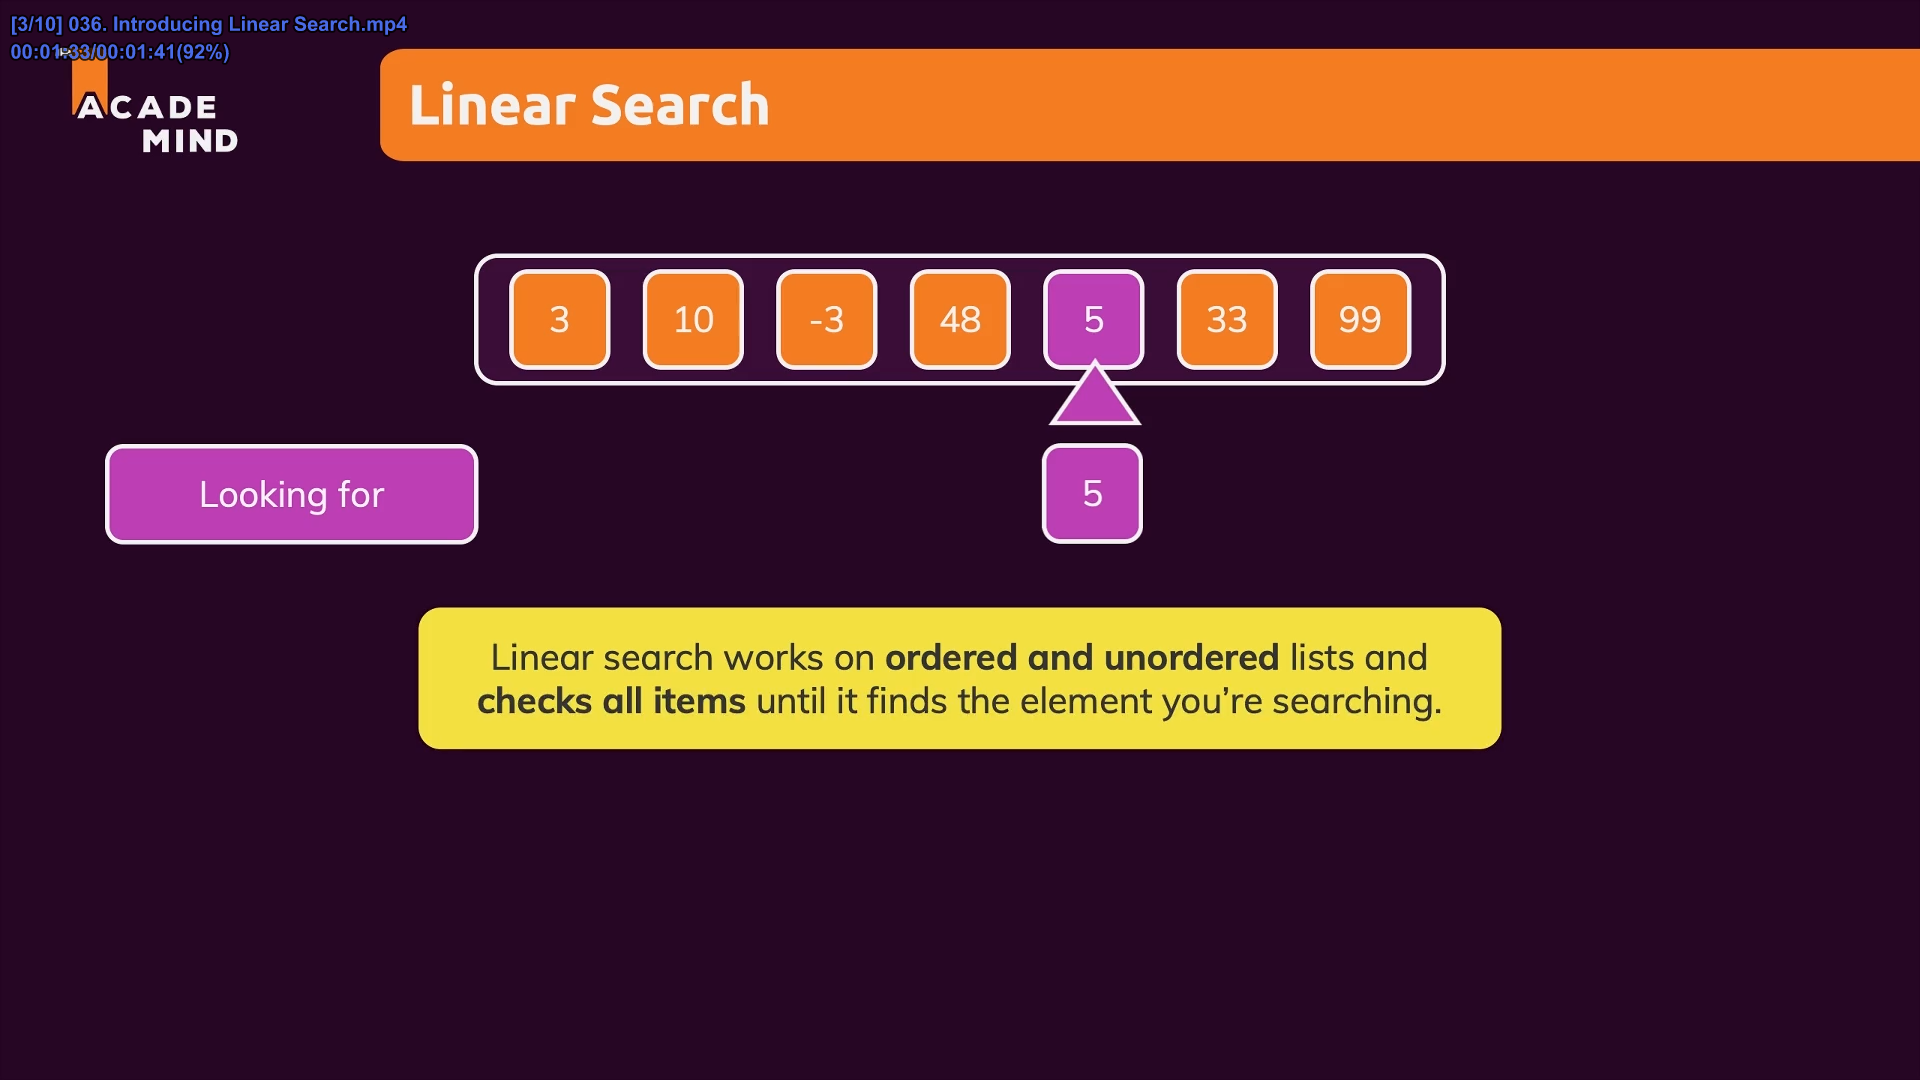 [3/10] 036. Introducing Linear Search.mp4
00:01:33/00:01:41(92%)
ACADE
MIND
Linear Search
3 10 -3 48 5 33 99
Looking for
5
Linear search works on ordered and unordered lists and
checks all items until it finds the element you’re searching.